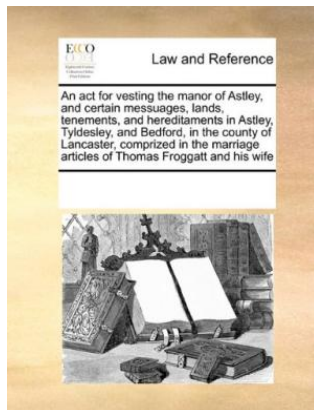 ECCO
Law and Reference
An act for vesting the manor of Astley,
and certain messuages, lands,
tenements, and hereditaments in Astley,
Tyldesley, and Bedford, in the county of
Lancaster, comprized in the marriage
articles of Thomas Froggatt and his wife